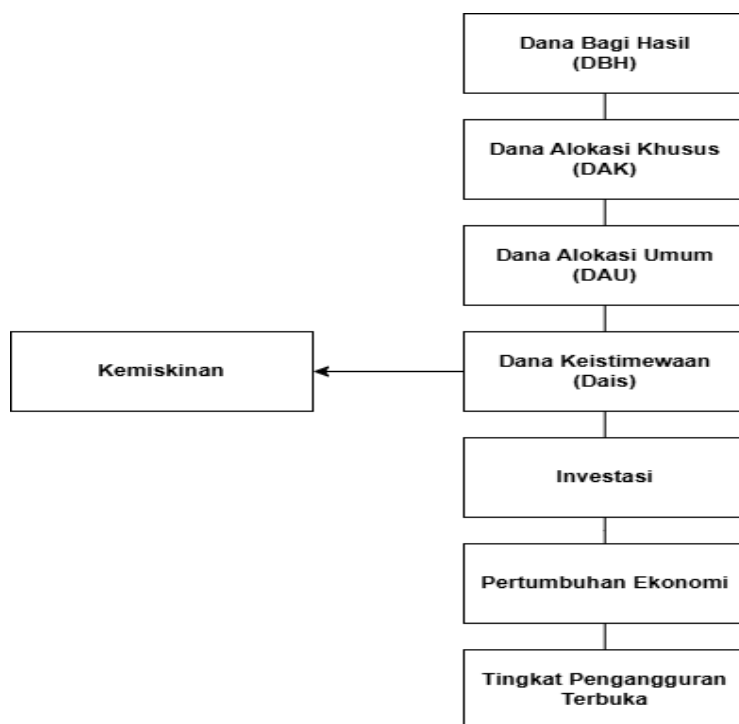 Dana Bagi Hasil
(DBH)
Dana Alokasi Khusus
(DAK)
Dana Alokasi Umum
(DAU)
Kemiskinan
Dana Keistimewaan
(Dais)
Investasi
Pertumbuhan Ekonomi
Tingkat Pengangguran
Terbuka